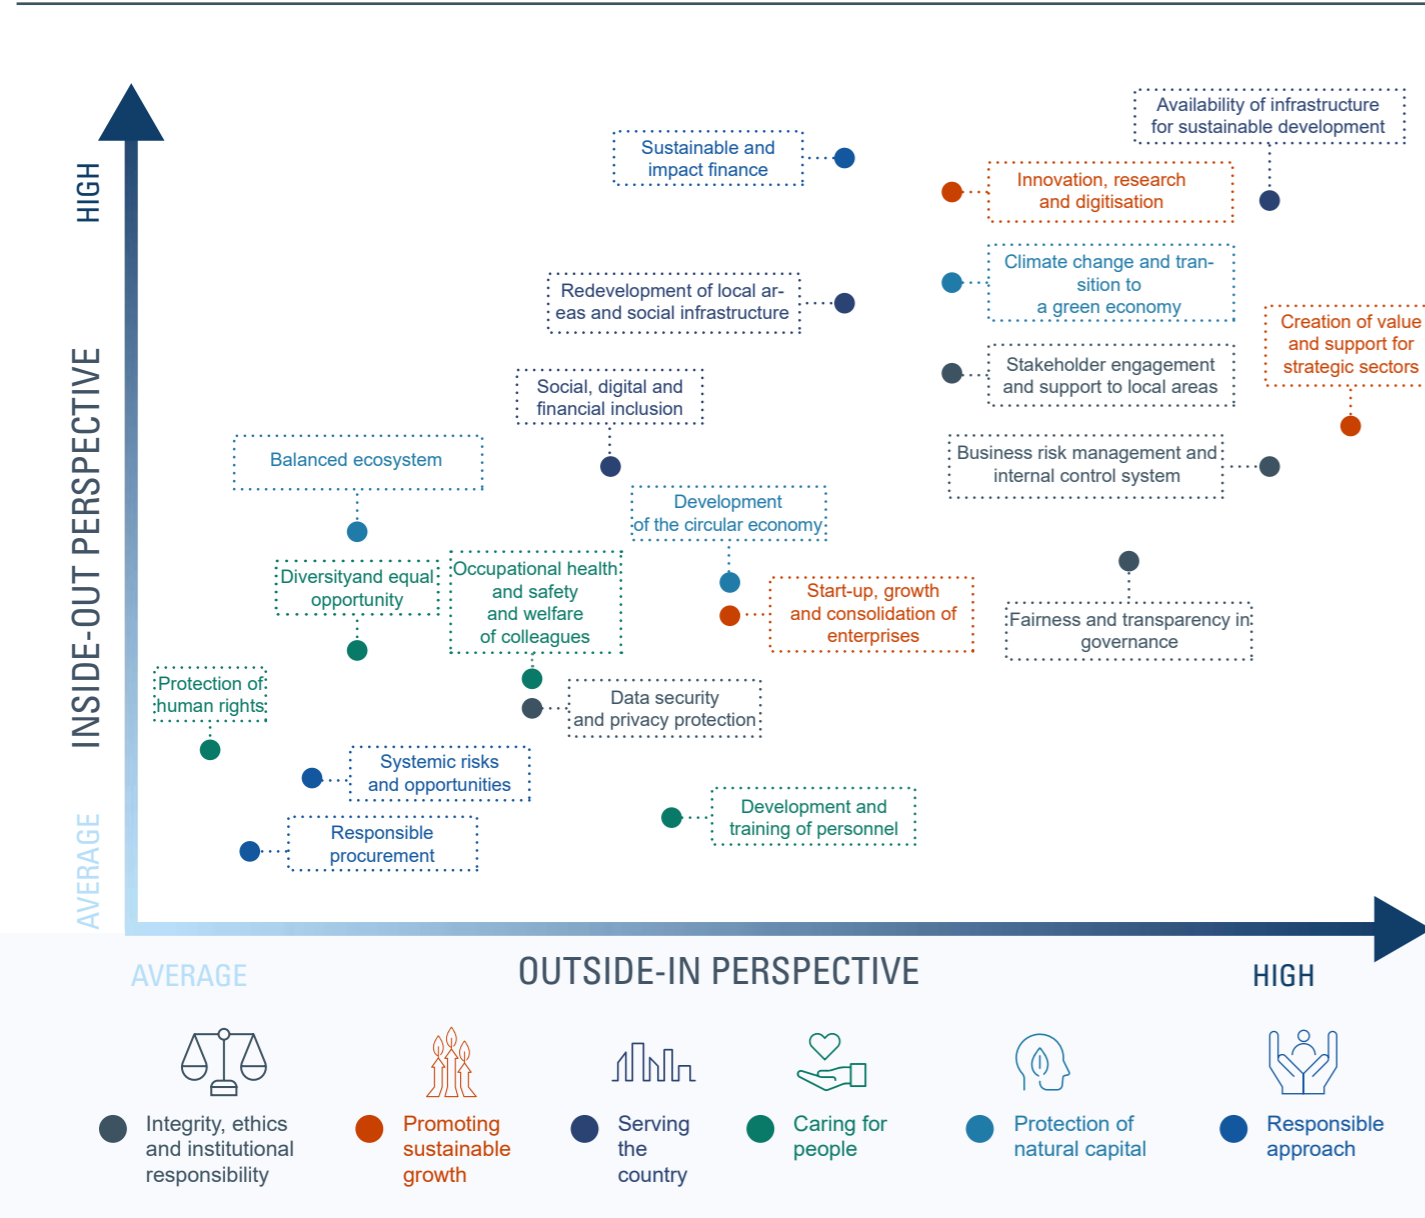 Availability of infrastructure
for sustainable development
Sustainable and
impact finance
Innovation, research
and digitisation
HIGH
Climate change and tran-
sition to
a green economy
Redevelopment of local ar-
eas and social infrastructure
Creation of value
and support for
strategic sectors
Stakeholder engagement
and support to local areas
Social, digital and
financial inclusion
Business risk management and
internal control system
Balanced ecosystem
Development
of the circular economy
INSIDE-OUT PERSPECTIVE
Diversityand equal
opportunity
Occupational health
and safety
and welfare
of colleagues
Start-up, growth
and consolidation of
enterprises
Fairness and transparency in
governance
Protection of
human rights
Data security
and privacy protection
Systemic risks
and opportunities
Development and
training of personnel
Responsible
procurement
AVERAGE
AVERAGE
OUTSIDE-IN PERSPECTIVE
HIGH
Integrity, ethics
and institutional
responsibility
Promoting
sustainable
growth
Serving
the
country
Caring for
people
Protection of
natural capital
Responsible
approach